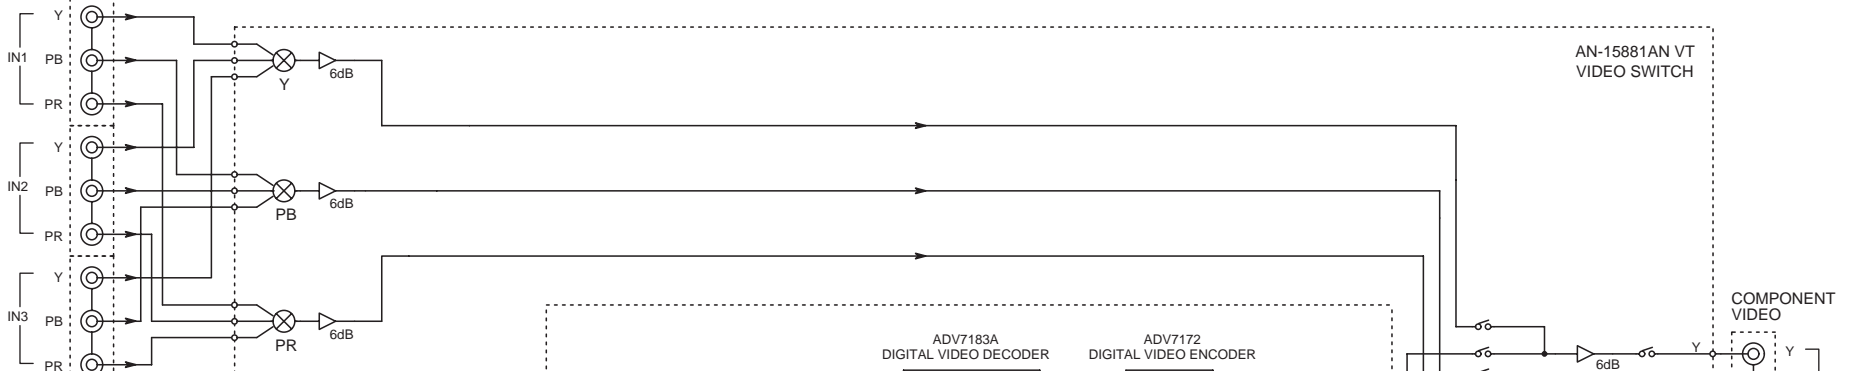 Y
IN1
PB
PR
Y
IN2
PB
PR
Y
IN3
PB
PR
6dB
Y
6dB
PB
6dB
PR
AN-15881AN VT
VIDEO SWITCH
ADV7183A
DIGITAL VIDEO DECODER
ADV7172
DIGITAL VIDEO ENCODER
6dB
Y
COMPONENT
VIDEO
Y